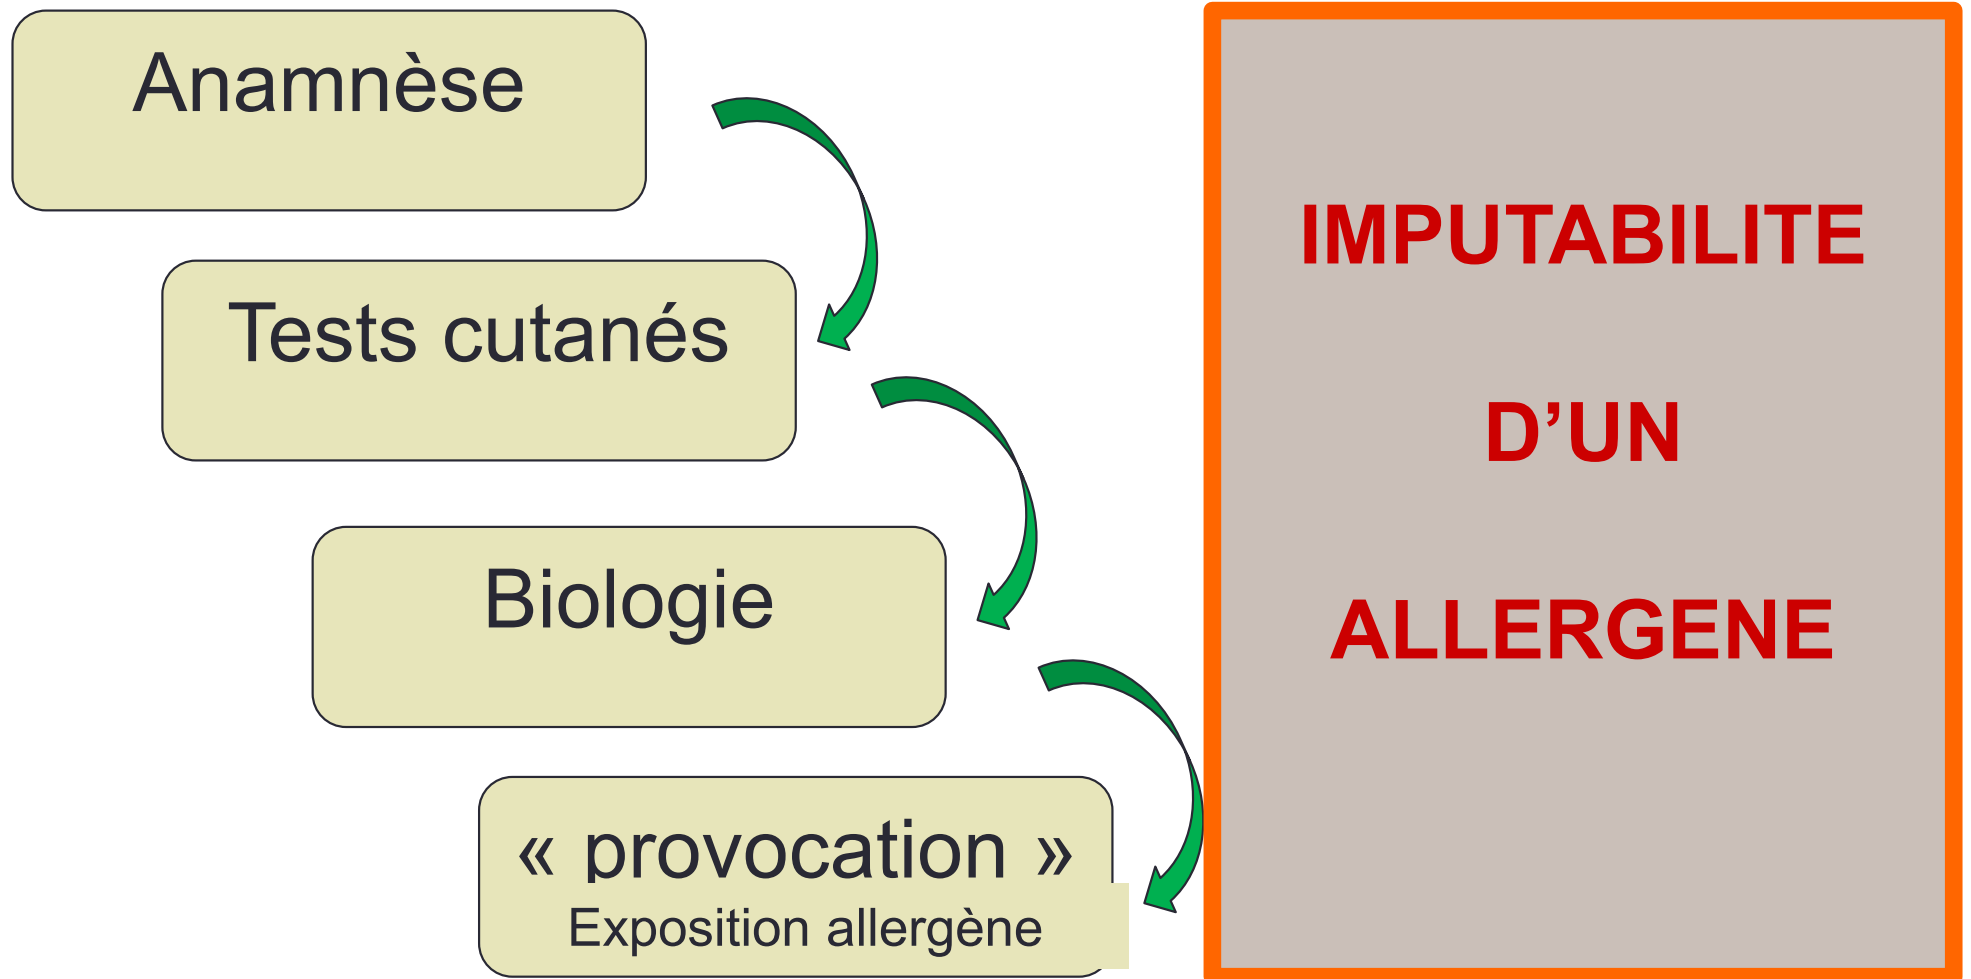 Anamnèse
Tests cutanés
Biologie
« provocation »
Exposition allergène
IMPUTABILITE
D’UN
ALLERGENE